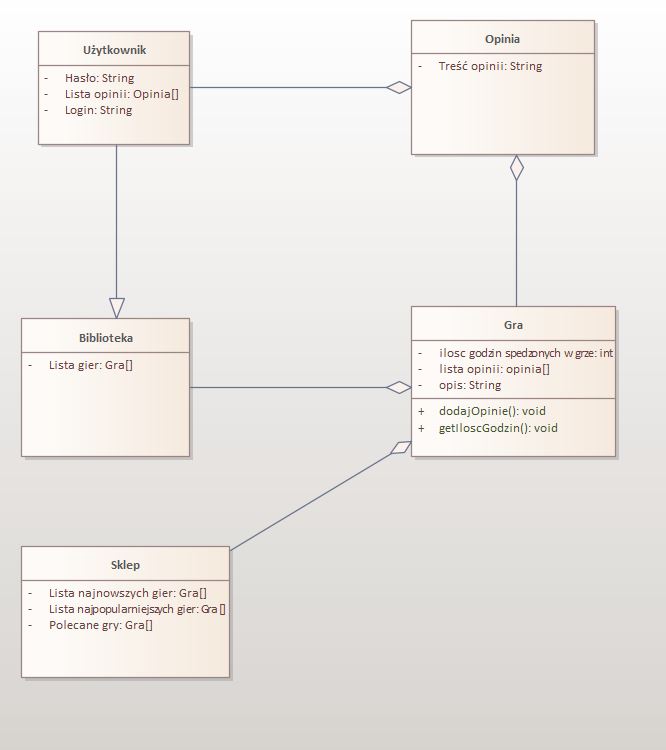 Użytkownik
- Hasło: String
- Lista opinii: Opinia[]
- Login: String
Opinia
- Treść opinii: String
Biblioteka
- Lista gier: Gra[]
Gra
- ilosc godzin spedzonych w grze: int
- lista opinii: opinia[]
- opis: String
+ dodajOpinie(): void
+ getIloscGodzin(): void
Sklep
- Lista najnowszych gier: Gra[]
- Lista najpopularniejszych gier: Gra[]
- Polecane gry: Gra[]